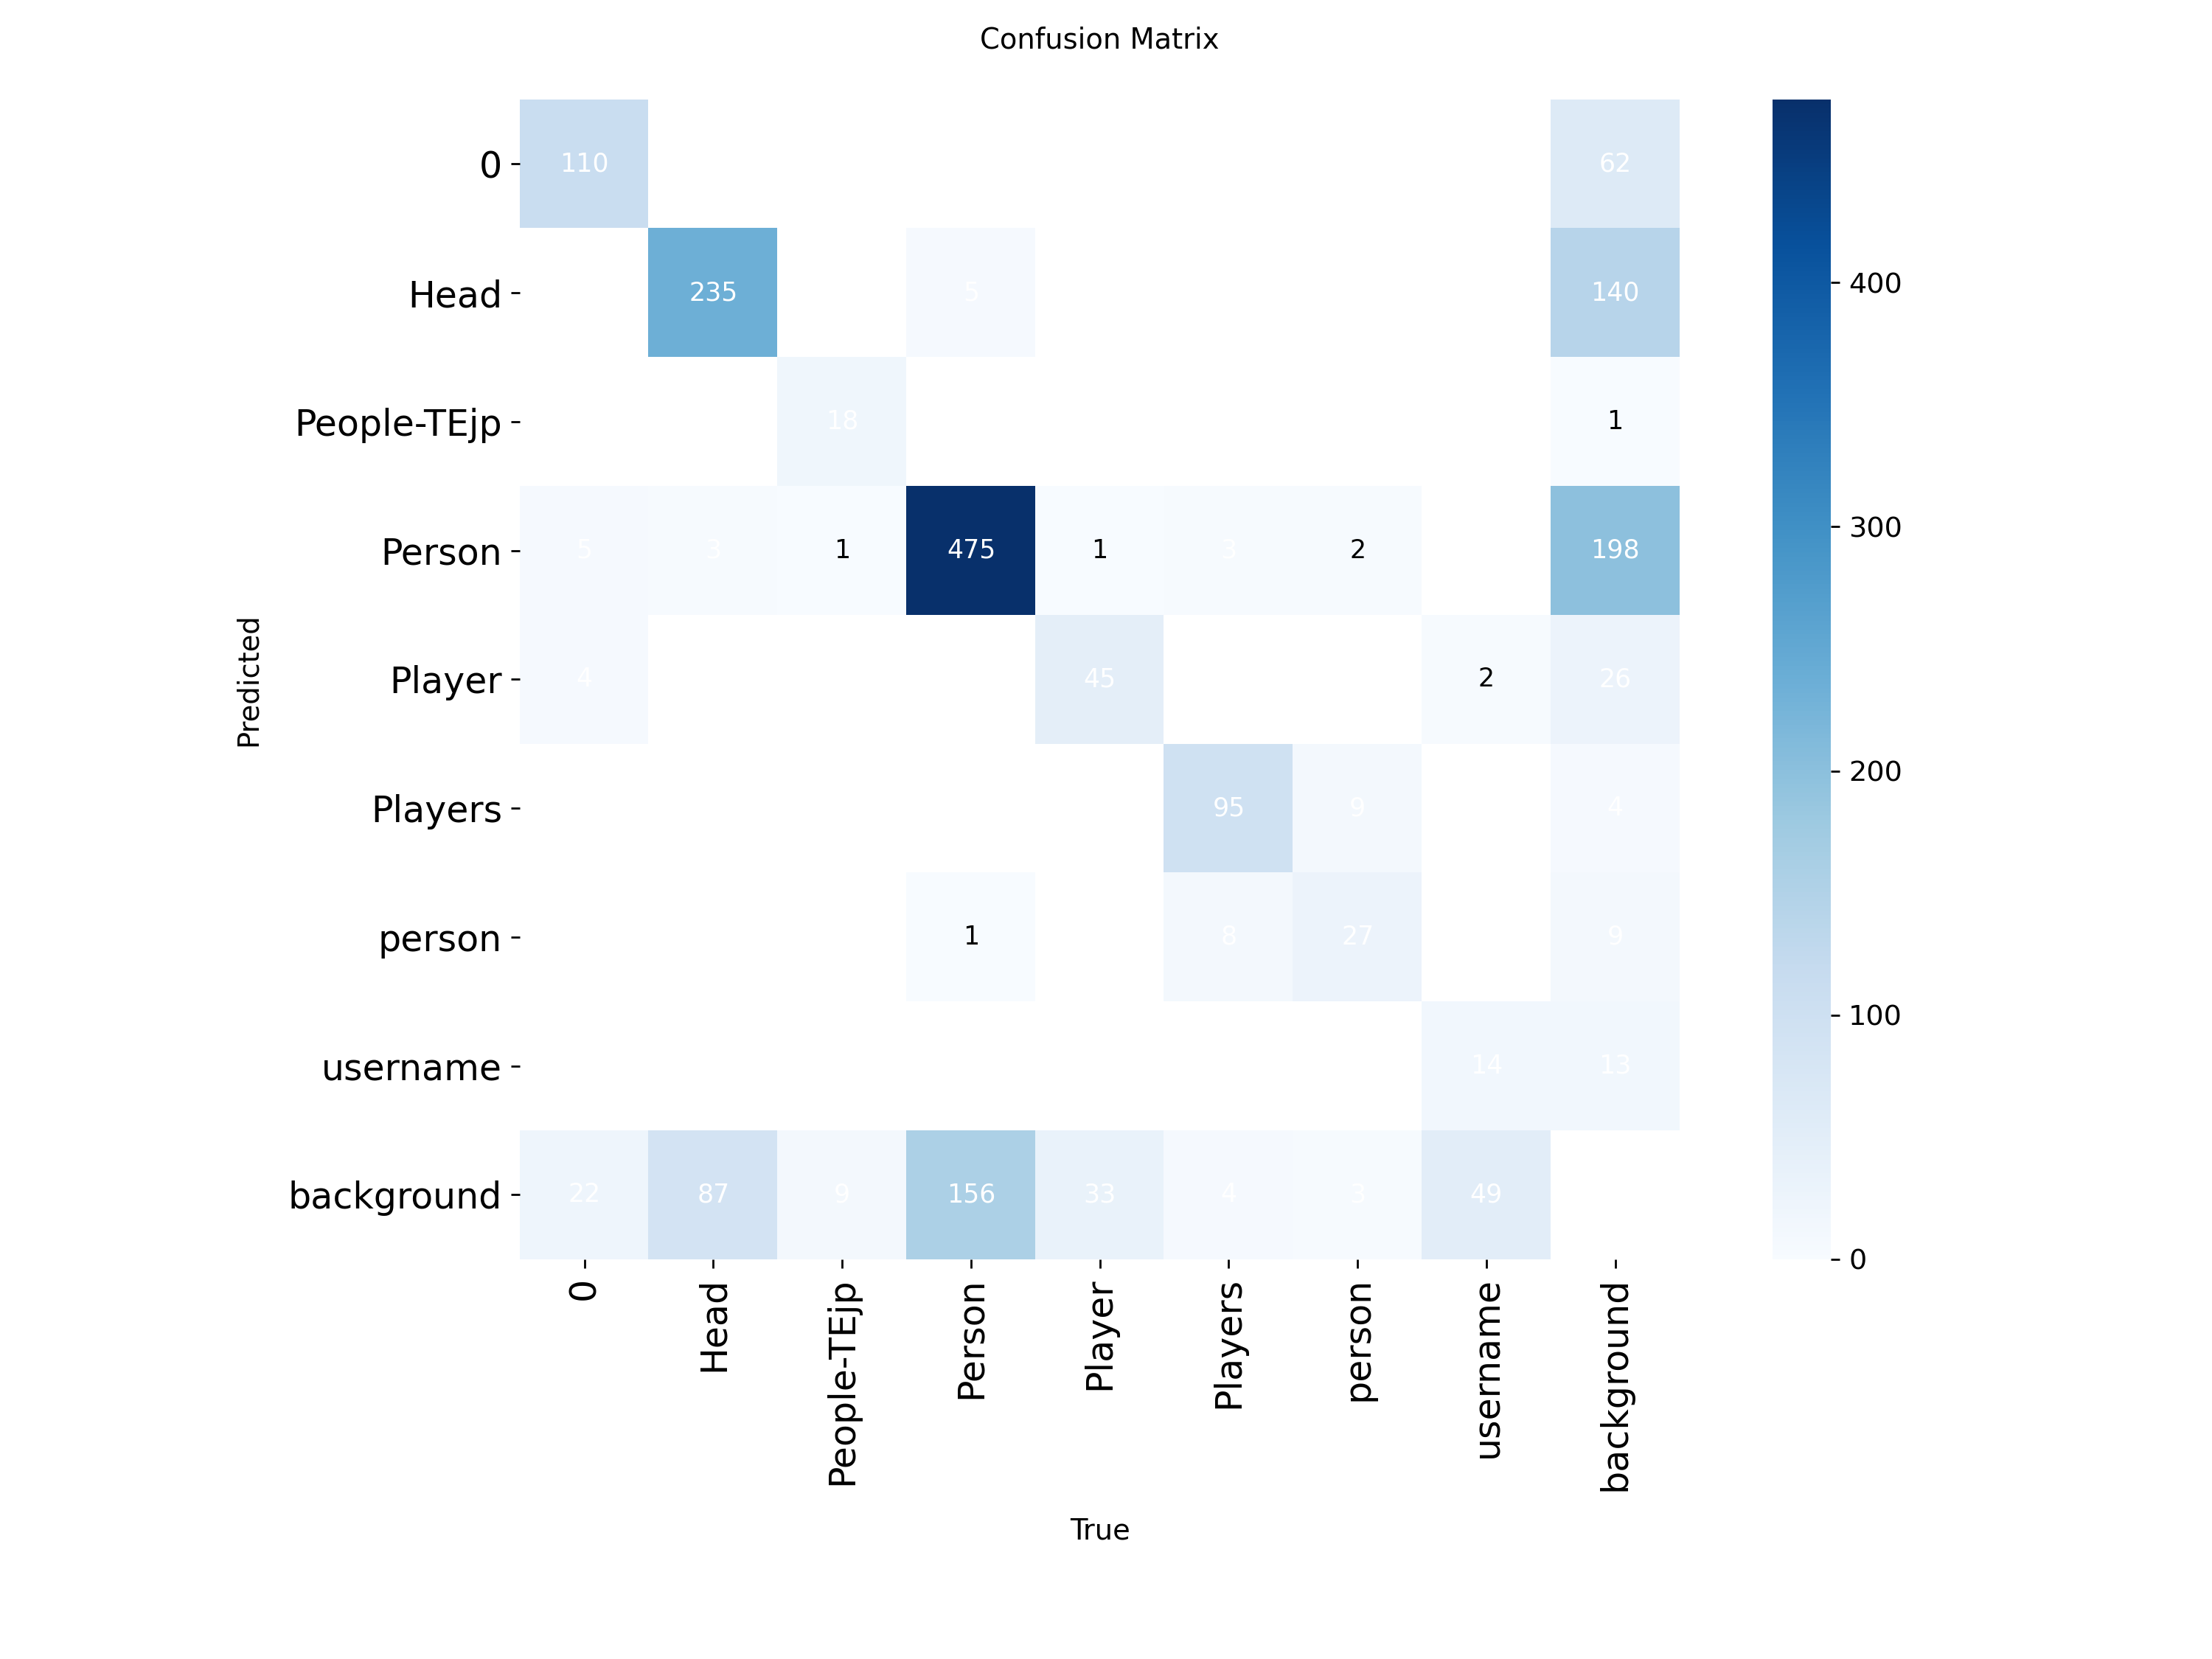 Confusion Matrix
0 110 62
Head 235 5 140 400
People-TEjp 18 1
Person 5 3 1 475 1 3 2 198 300
Player 4 45 2 26
Predicted
200
Players 95 9 4
person 1 8 27 9
100
username 14 13
background 22 87 9 156 33 4 3 49
0
0 Head People-TEjp Person Player Players person username background
True